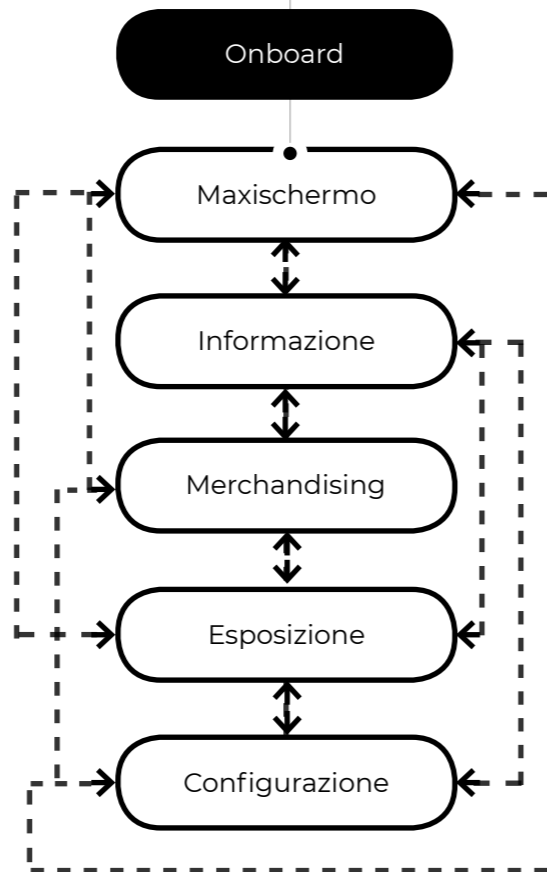 Onboard
Maxischermo
Informazione
Merchandising
Esposizione
Configurazione